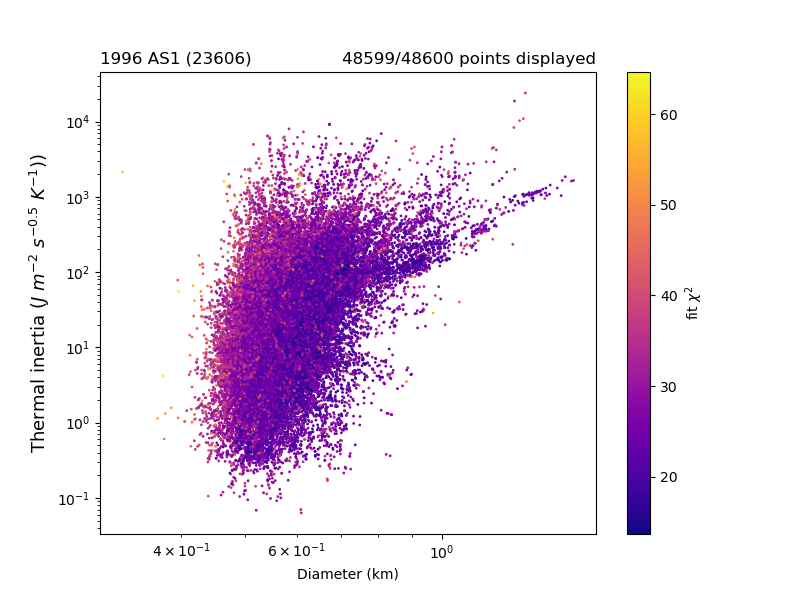 1996 AS1 (23606)
48599/48600 points displayed
Thermal inertia (J m⁻² s⁻⁰·⁵ K⁻¹))
10⁴
10³
10²
10¹
10⁰
10⁻¹
4 × 10⁻¹
6 × 10⁻¹
10⁰
Diameter (km)
60
50
40
30
20
fit χ²